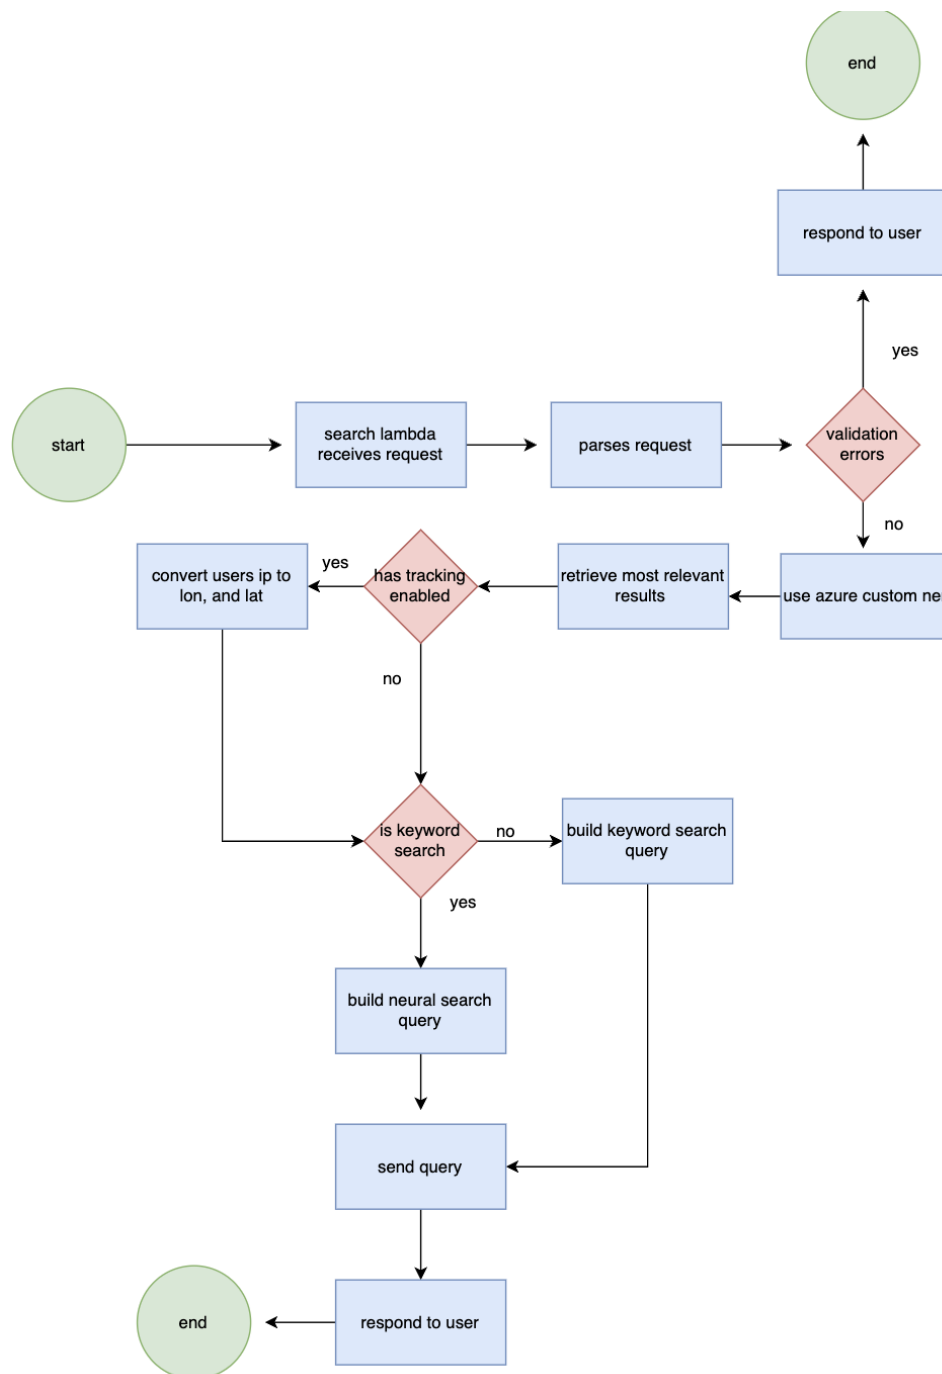 end
respond to user
yes
start
search lambda
receives request
parses request
validation
errors
no
convert users ip to
lon, and lat
yes
has tracking
enabled
retrieve most relevant
results
use azure custom ne
no
is keyword
search
no
build keyword search
query
yes
build neural search
query
send query
end
respond to user